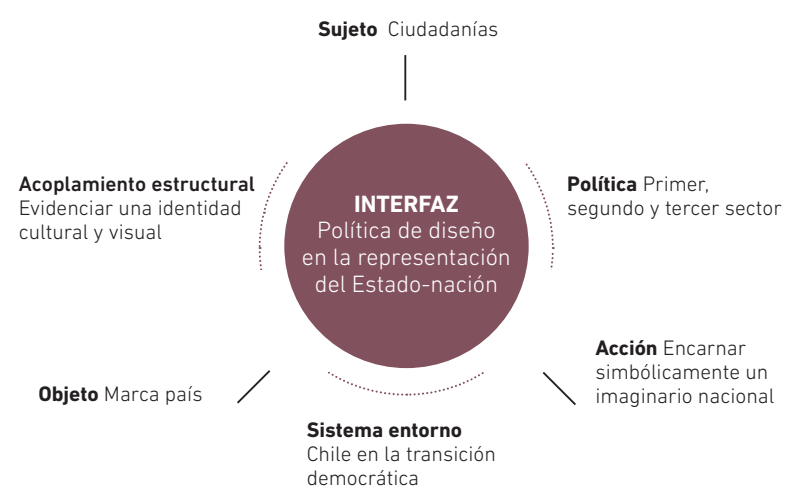 Sujeto Ciudadanías
Acoplamiento estructural
Evidenciar una identidad
cultural y visual
INTERFAZ
Política de diseño
en la representación
del Estado-nación
Política Primer,
segundo y tercer sector
Objeto Marca país
Sistema entorno
Chile en la transición
democrática
Acción Encarnar
simbólicamente un
imaginario nacional